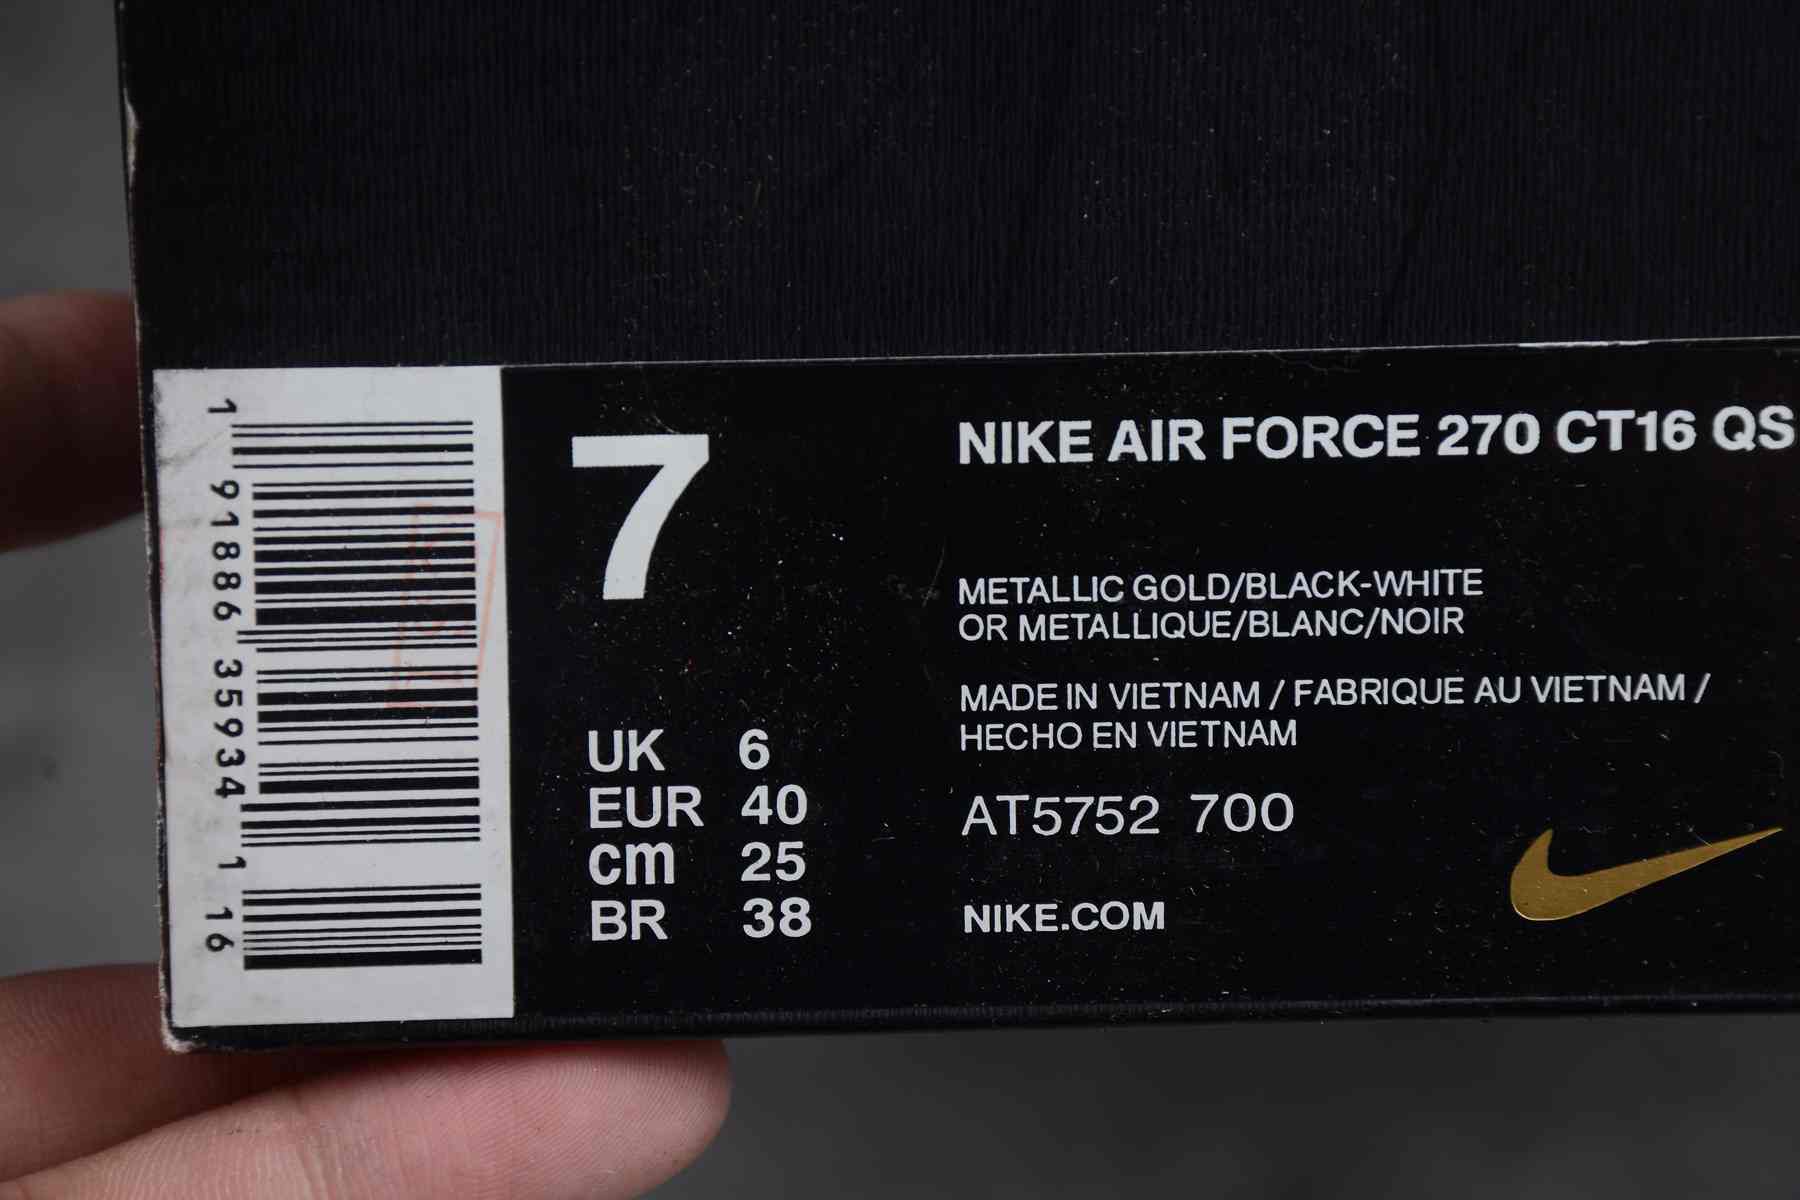 1 91886 35934 1 16
7
UK 6
EUR 40
cm 25
BR 38
NIKE AIR FORCE 270 CT16 QS
METALLIC GOLD/BLACK-WHITE
OR METALLIQUE/BLANC/NOIR
MADE IN VIETNAM / FABRIQUE AU VIETNAM /
HECHO EN VIETNAM
AT5752 700
NIKE.COM